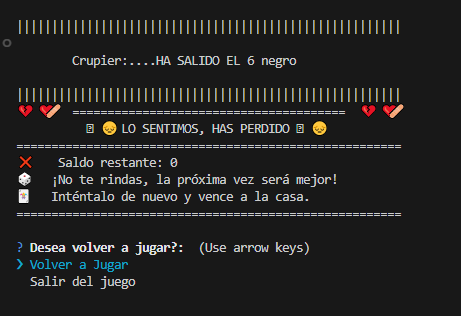 ||||||||||||||||||||||||||||||||||||||||||||||||||||||||
Crupier:....HA SALIDO EL 6 negro
||||||||||||||||||||||||||||||||||||||||||||||||||||||||
💔 ❤️‍🩹 ======================================= 💔 ❤️‍🩹
😞 LO SENTIMOS, HAS PERDIDO 😞
=======================================================
❌ Saldo restante: 0
🎲 ¡No te rindas, la próxima vez será mejor!
🃏 Inténtalo de nuevo y vence a la casa.
=======================================================
? Desea volver a jugar?: (Use arrow keys)
❯ Volver a Jugar
Salir del juego